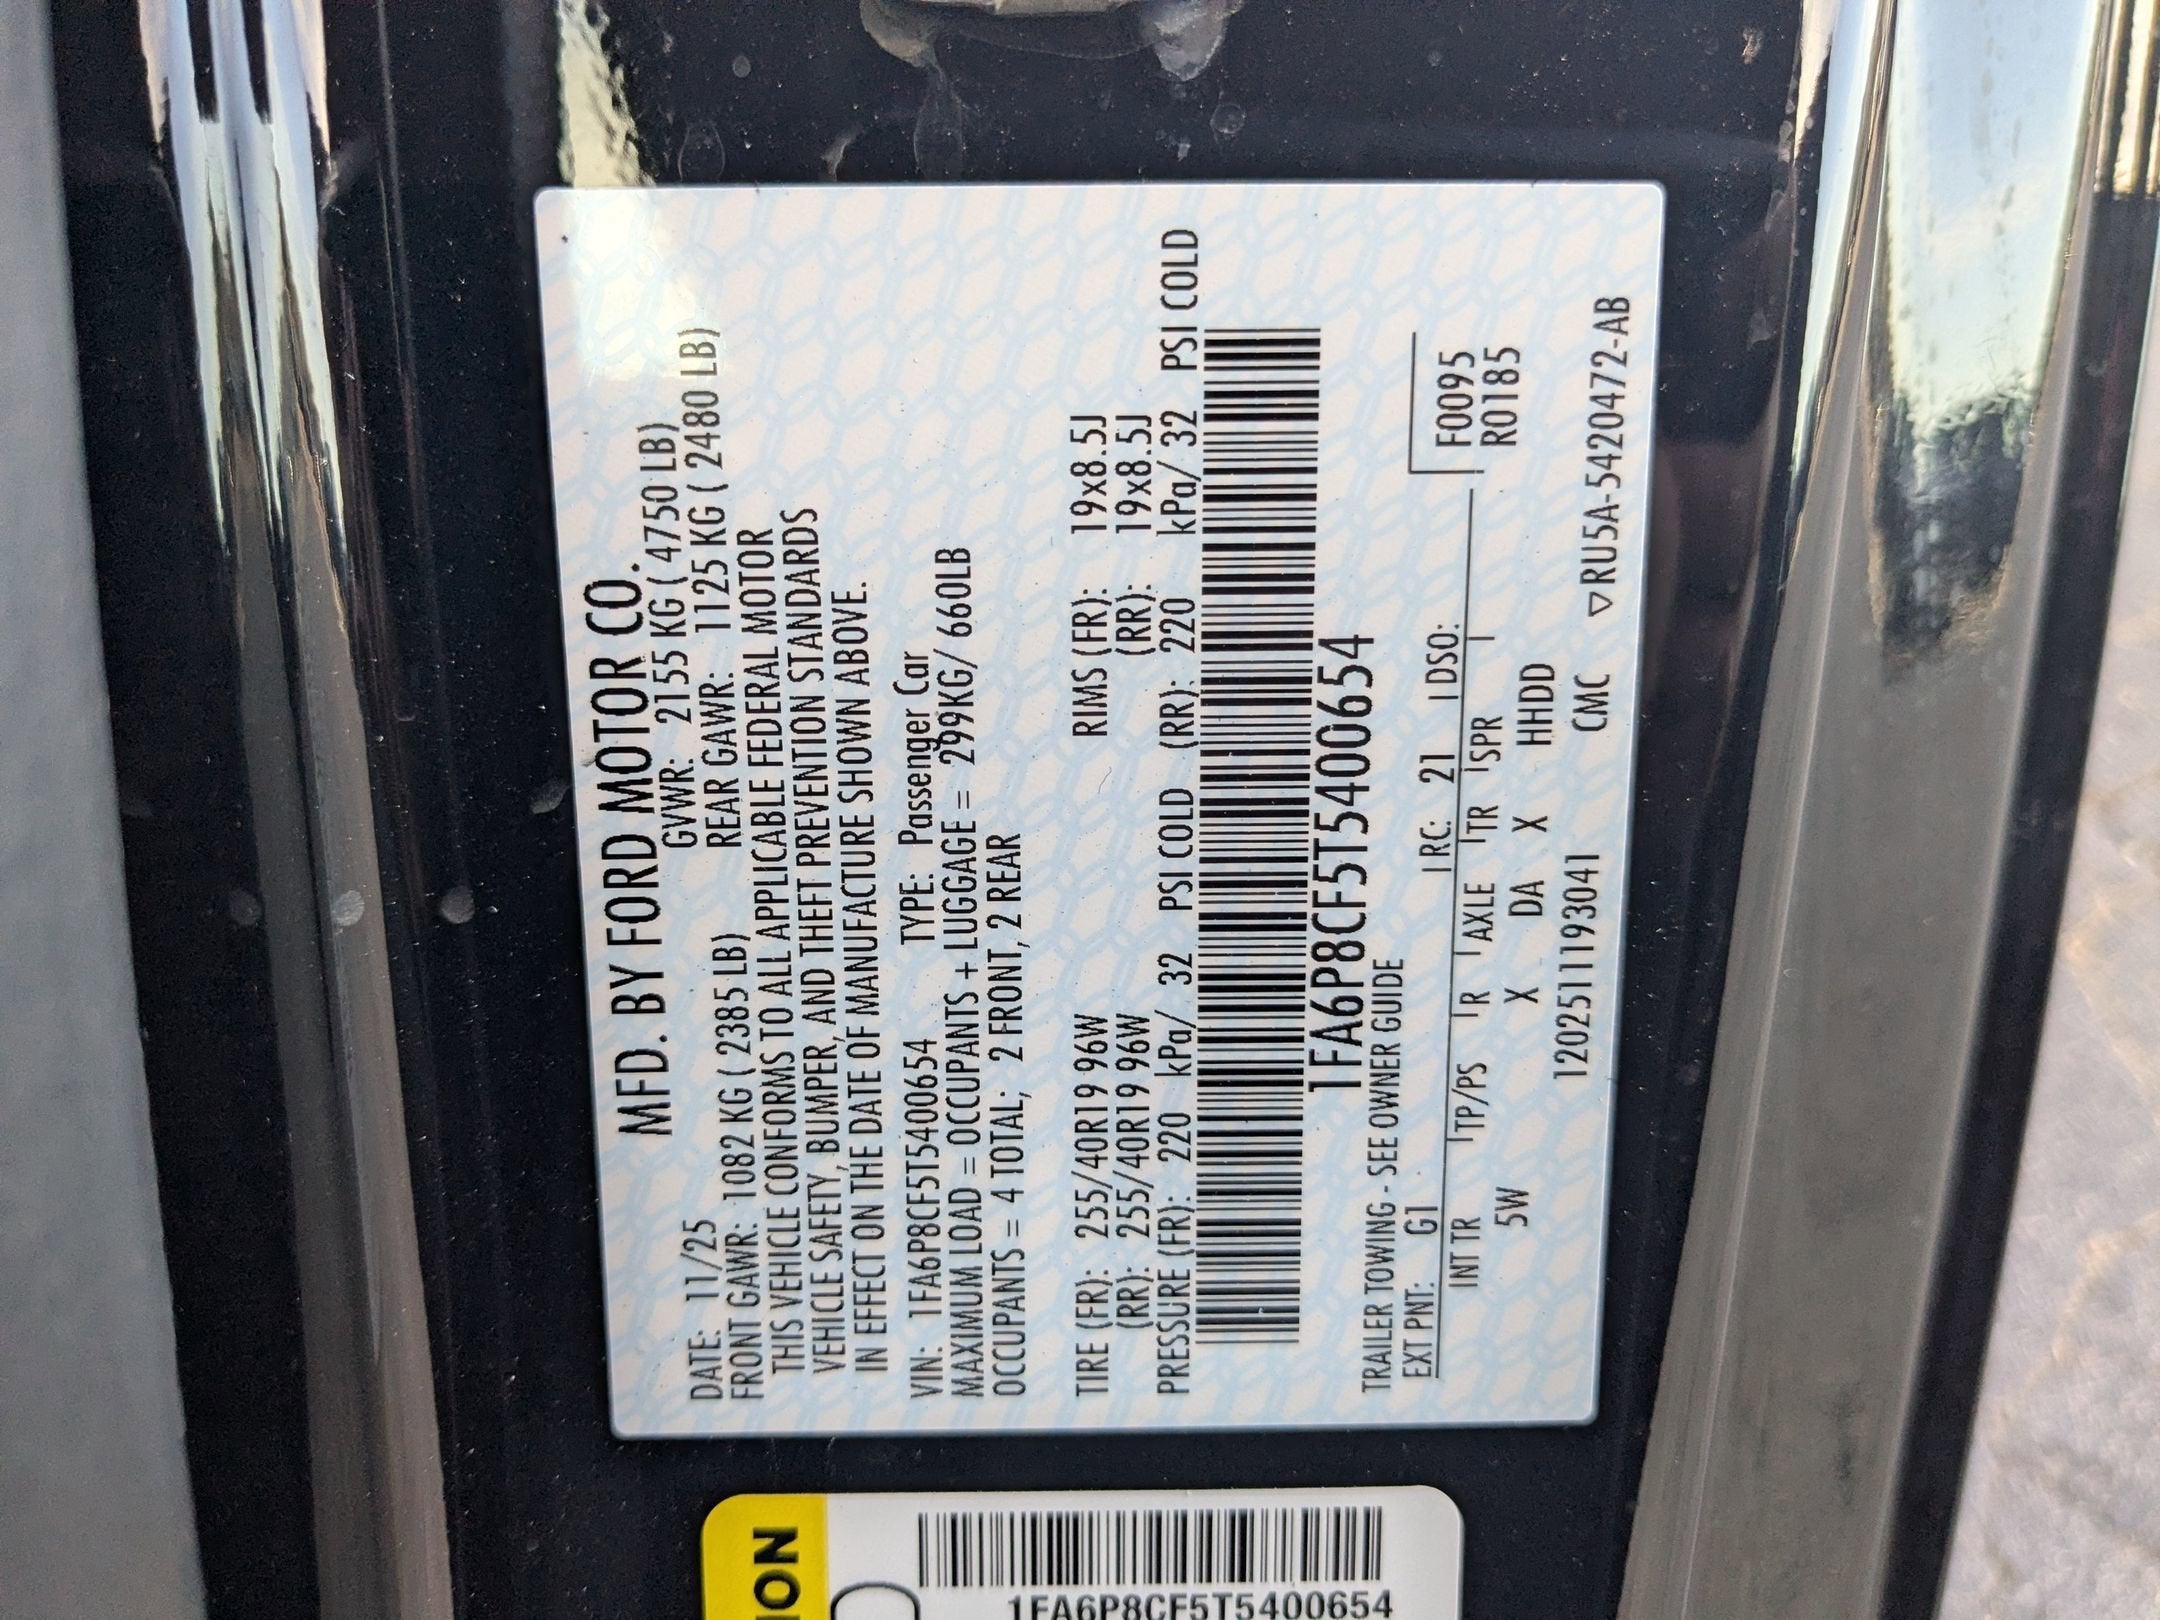 MFD. BY FORD MOTOR CO.
DATE: 11/25 GVWR: 2155 KG ( 4750 LB)
FRONT GAWR: 1082 KG ( 2385 LB) REAR GAWR: 1125 KG ( 2480 LB)
THIS VEHICLE CONFORMS TO ALL APPLICABLE FEDERAL MOTOR
VEHICLE SAFETY, BUMPER, AND THEFT PREVENTION STANDARDS
IN EFFECT ON THE DATE OF MANUFACTURE SHOWN ABOVE.
VIN: 1FA6P8CF5T5400654 TYPE: Passenger Car
MAXIMUM LOAD = OCCUPANTS + LUGGAGE = 299KG/ 660LB
OCCUPANTS = 4 TOTAL; 2 FRONT, 2 REAR
TIRE (FR): 255/40R19 96W RIMS (FR): 19x8.5J
(RR): 255/40R19 96W (RR): 19x8.5J
PRESSURE (FR): 220 kPa/ 32 PSI COLD (RR): 220 kPa/ 32 PSI COLD
1FA6P8CF5T5400654
TRAILER TOWING - SEE OWNER GUIDE
EXT PNT: G1 RC: 21 DSO: F0095
INT TR TP/PS R AXLE TR SPR R0185
5W X DA X HHDD
12025111193041 CMC ▽RU5A-5420472-AB
ION
1FA6P8CF5T5400654